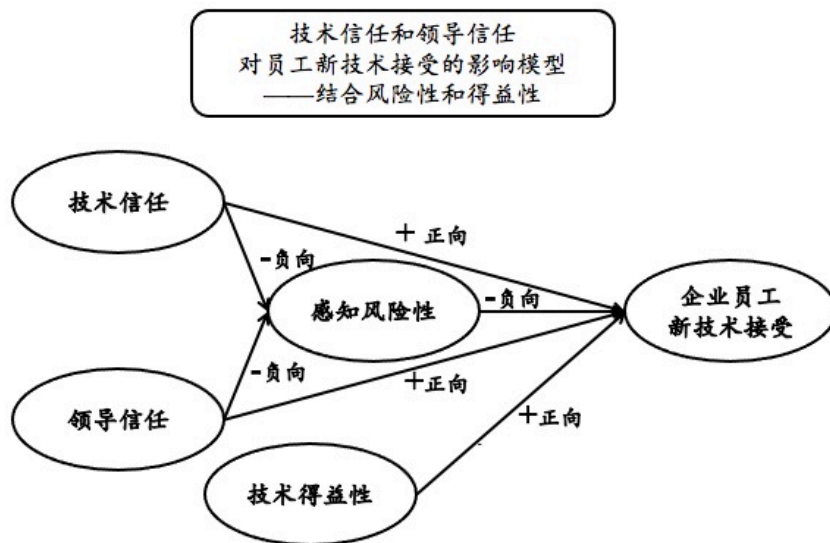 技术信任和领导信任
对员工新技术接受的影响模型
——结合风险性和得益性
技术信任
+ 正向
-负向
感知风险性
-负向
企业员工
新技术接受
-负向
+正向
领导信任
+正向
技术得益性